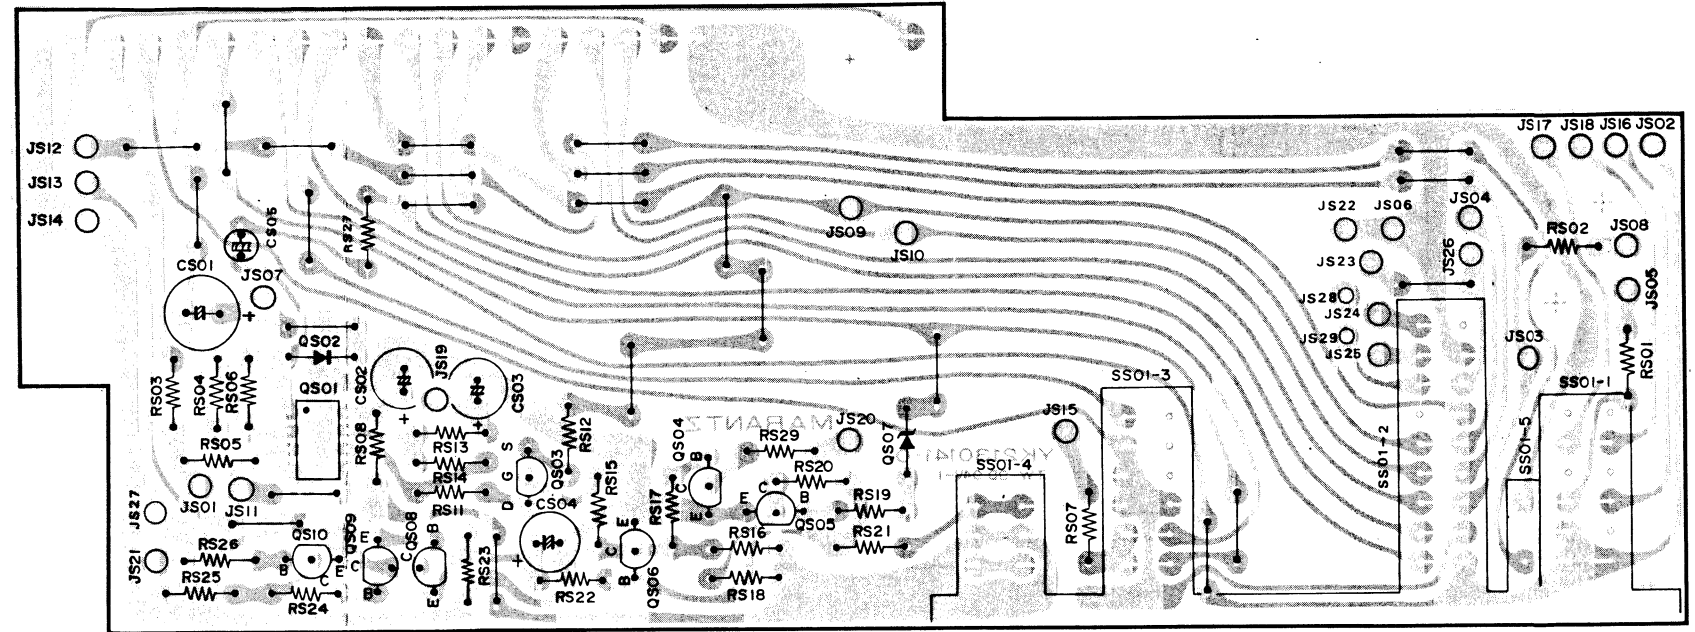 JS17 JS18 JS16 JS02
JS12
JS13
JS14
CS05
RS27
JS09
JS10
JS22 JS06 JS04
JS23 JS26
RS02 JS08
JS05
CS01 JS07
+
JS28
JS24
JS29
JS25
JS03
RS01
QS02
JS19
CS02
CS03
+
+
RS03
RS04
RS06
QS01
SS01-3
SS01-1
RS05
RS08
RS13
RS14
RS11
S
G
D
QS03
RS12
MARANTZ
JS20
JS15
QS04
B
C
E
RS29
RS20
QS07
YK213014
SS01-4
SS01-2
SS01-5
JS01 JS11
JS27
JS21
CS04
+
RS15
RS17
C
E B
QS05
RS19
RS21
RS16
RS18
RS07
RS26
RS25
QS10
B E
C
RS24
QS09
E
C
B
QS08
B
C
E
RS23
RS22
E
C
B
QS06